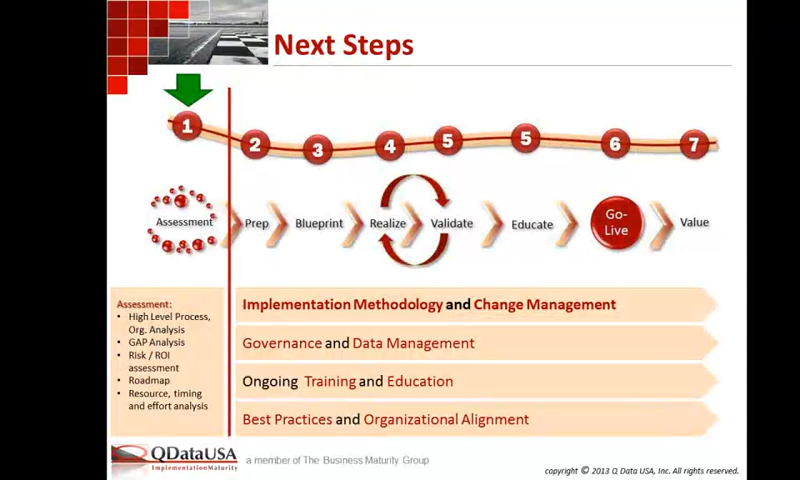 Next Steps
1
2
3
4
5
5
6
7
Assessment
Prep
Blueprint
Realize
Validate
Educate
Go-
Live
Value
Assessment:
• High Level Process,
Org. Analysis
• GAP Analysis
• Risk / ROI
assessment
• Roadmap
• Resource, timing
and effort analysis
Implementation Methodology and Change Management
Governance and Data Management
Ongoing Training and Education
Best Practices and Organizational Alignment
QDataUSA
ImplementationMaturity
a member of The Business Maturity Group
copyright © 2013 Q Data USA, Inc. All rights reserved.